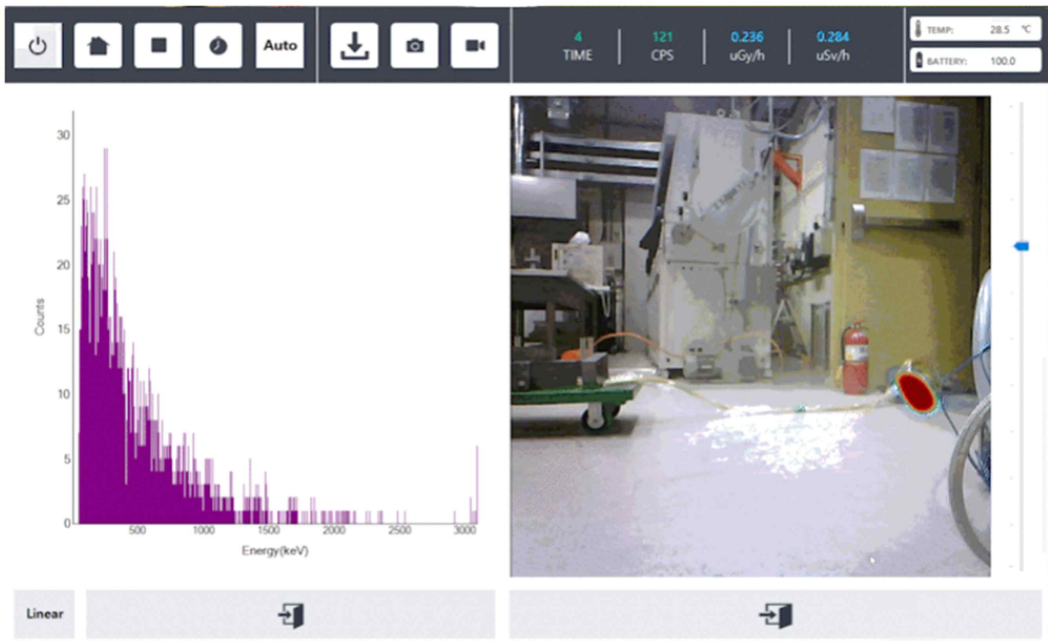 Auto
4
TIME
121
CPS
0.236
uGy/h
0.284
uSv/h
TEMP: 28.5 °C
BATTERY: 100.0
30
25
20
15
10
5
0
Counts
500 1000 1500 2000 2500 3000
Energy(keV)
Linear